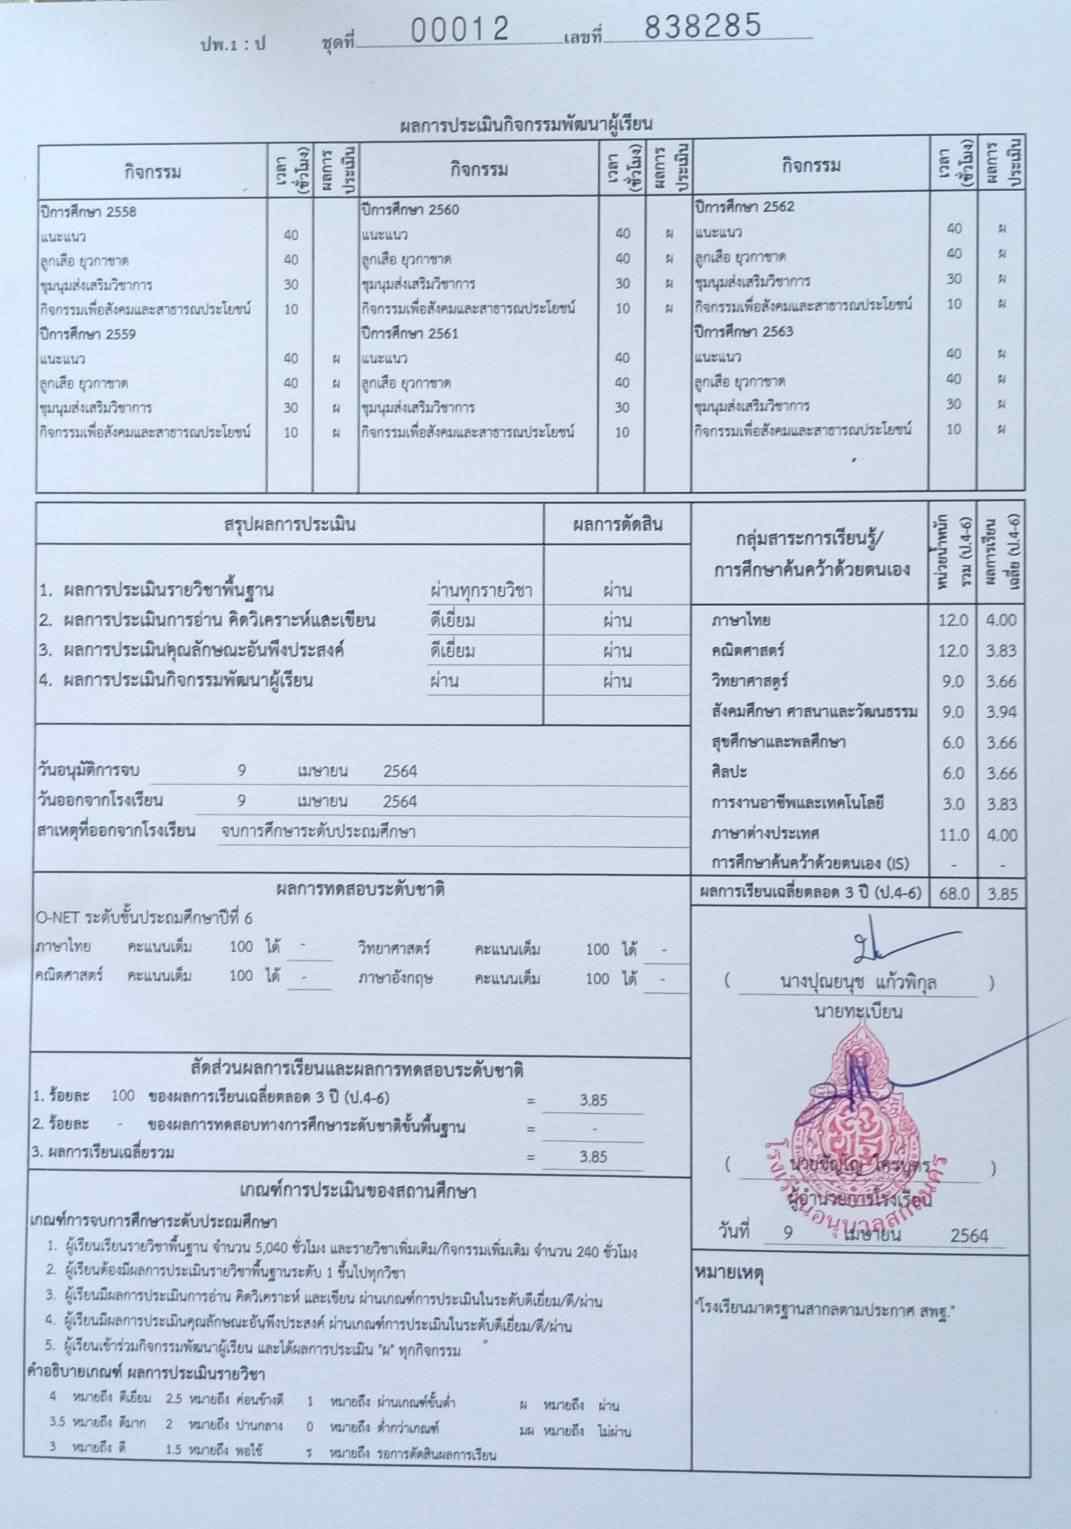 ปพ.1 : ป ชุดที่ 00012 เลขที่ 838285
ผลการประเมินกิจกรรมพัฒนาผู้เรียน
กิจกรรม เวลา (ชั่วโมง) ผลการประเมิน กิจกรรม เวลา (ชั่วโมง) ผลการประเมิน กิจกรรม เวลา (ชั่วโมง) ผลการประเมิน
ปีการศึกษา 2558 ปีการศึกษา 2560 ปีการศึกษา 2562
แนะแนว 40 แนะแนว 40 ผ แนะแนว 40 ผ
ลูกเสือ ยุวกาชาด 40 ลูกเสือ ยุวกาชาด 40 ผ ลูกเสือ ยุวกาชาด 40 ผ
ชุมนุมส่งเสริมวิชาการ 30 ชุมนุมส่งเสริมวิชาการ 30 ผ ชุมนุมส่งเสริมวิชาการ 30 ผ
กิจกรรมเพื่อสังคมและสาธารณประโยชน์ 10 กิจกรรมเพื่อสังคมและสาธารณประโยชน์ 10 ผ กิจกรรมเพื่อสังคมและสาธารณประโยชน์ 10 ผ
ปีการศึกษา 2559 ปีการศึกษา 2561 ปีการศึกษา 2563
แนะแนว 40 ผ แนะแนว 40 แนะแนว 40 ผ
ลูกเสือ ยุวกาชาด 40 ผ ลูกเสือ ยุวกาชาด 40 ลูกเสือ ยุวกาชาด 40 ผ
ชุมนุมส่งเสริมวิชาการ 30 ผ ชุมนุมส่งเสริมวิชาการ 30 ชุมนุมส่งเสริมวิชาการ 30 ผ
กิจกรรมเพื่อสังคมและสาธารณประโยชน์ 10 ผ กิจกรรมเพื่อสังคมและสาธารณประโยชน์ 10 กิจกรรมเพื่อสังคมและสาธารณประโยชน์ 10 ผ
สรุปผลการประเมิน ผลการตัดสิน
1. ผลการประเมินรายวิชาพื้นฐาน ผ่านทุกรายวิชา ผ่าน
2. ผลการประเมินการอ่าน คิดวิเคราะห์และเขียน ดีเยี่ยม ผ่าน
3. ผลการประเมินคุณลักษณะอันพึงประสงค์ ดีเยี่ยม ผ่าน
4. ผลการประเมินกิจกรรมพัฒนาผู้เรียน ผ่าน ผ่าน
วันอนุมัติการจบ 9 เมษายน 2564
วันออกจากโรงเรียน 9 เมษายน 2564
สาเหตุที่ออกจากโรงเรียน จบการศึกษาระดับประถมศึกษา
ผลการทดสอบระดับชาติ
O-NET ระดับชั้นประถมศึกษาปีที่ 6
ภาษาไทย คะแนนเต็ม 100 ได้ - วิทยาศาสตร์ คะแนนเต็ม 100 ได้ -
คณิตศาสตร์ คะแนนเต็ม 100 ได้ - ภาษาอังกฤษ คะแนนเต็ม 100 ได้ -
สัดส่วนผลการเรียนและผลการทดสอบระดับชาติ
1. ร้อยละ 100 ของผลการเรียนเฉลี่ยตลอด 3 ปี (ป.4-6) = 3.85
2. ร้อยละ - ของผลการทดสอบทางการศึกษาระดับชาติขั้นพื้นฐาน = -
3. ผลการเรียนเฉลี่ยรวม = 3.85
เกณฑ์การประเมินของสถานศึกษา
เกณฑ์การจบการศึกษาระดับประถมศึกษา
1. ผู้เรียนเรียนรายวิชาพื้นฐาน จำนวน 5,040 ชั่วโมง และรายวิชาเพิ่มเติม/กิจกรรมเพิ่มเติม จำนวน 240 ชั่วโมง
2. ผู้เรียนต้องมีผลการประเมินรายวิชาพื้นฐานระดับ 1 ขึ้นไปทุกวิชา
3. ผู้เรียนมีผลการประเมินการอ่าน คิดวิเคราะห์ และเขียน ผ่านเกณฑ์การประเมินในระดับดีเยี่ยม/ดี/ผ่าน
4. ผู้เรียนมีผลการประเมินคุณลักษณะอันพึงประสงค์ ผ่านเกณฑ์การประเมินในระดับดีเยี่ยม/ดี/ผ่าน
5. ผู้เรียนเข้าร่วมกิจกรรมพัฒนาผู้เรียน และได้ผลการประเมิน "ผ" ทุกกิจกรรม
คำอธิบายเกณฑ์ ผลการประเมินรายวิชา
4 หมายถึง ดีเยี่ยม 2.5 หมายถึง ค่อนข้างดี 1 หมายถึง ผ่านเกณฑ์ขั้นต่ำ ผ หมายถึง ผ่าน
3.5 หมายถึง ดีมาก 2 หมายถึง ปานกลาง 0 หมายถึง ต่ำกว่าเกณฑ์ มผ หมายถึง ไม่ผ่าน
3 หมายถึง ดี 1.5 หมายถึง พอใช้ ร หมายถึง รอการตัดสินผลการเรียน
กลุ่มสาระการเรียนรู้/ หน่วยน้ำหนัก รวม (ป.4-6) ผลการเรียน เฉลี่ย (ป.4-6)
การศึกษาค้นคว้าด้วยตนเอง
ภาษาไทย 12.0 4.00
คณิตศาสตร์ 12.0 3.83
วิทยาศาสตร์ 9.0 3.66
สังคมศึกษา ศาสนาและวัฒนธรรม 9.0 3.94
สุขศึกษาและพลศึกษา 6.0 3.66
ศิลปะ 6.0 3.66
การงานอาชีพและเทคโนโลยี 3.0 3.83
ภาษาต่างประเทศ 11.0 4.00
การศึกษาค้นคว้าด้วยตนเอง (IS) - -
ผลการเรียนเฉลี่ยตลอด 3 ปี (ป.4-6) 68.0 3.85
( นางปุณยนุช แก้วพิกุล )
นายทะเบียน
( )
ผู้อำนวยการโรงเรียน
โรงเรียนอนุบาลสกลนคร
วันที่ 9 เมษายน 2564
หมายเหตุ
"โรงเรียนมาตรฐานสากลตามประกาศ สพฐ."